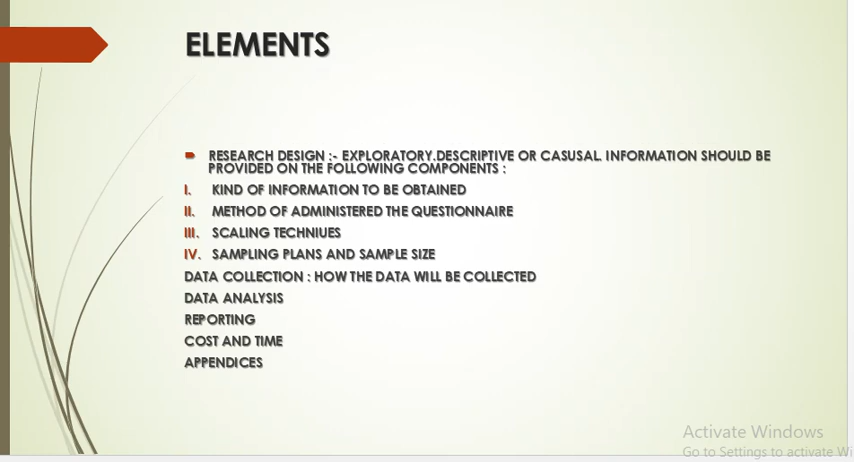 ELEMENTS
RESEARCH DESIGN :- EXPLORATORY.DESCRIPTIVE OR CASUSAL. INFORMATION SHOULD BE
PROVIDED ON THE FOLLOWING COMPONENTS :
I. KIND OF INFORMATION TO BE OBTAINED
II. METHOD OF ADMINISTERED THE QUESTIONNAIRE
III. SCALING TECHNIUES
IV. SAMPLING PLANS AND SAMPLE SIZE
DATA COLLECTION : HOW THE DATA WILL BE COLLECTED
DATA ANALYSIS
REPORTING
COST AND TIME
APPENDICES
Activate Windows
Go to Settings to activate Wi